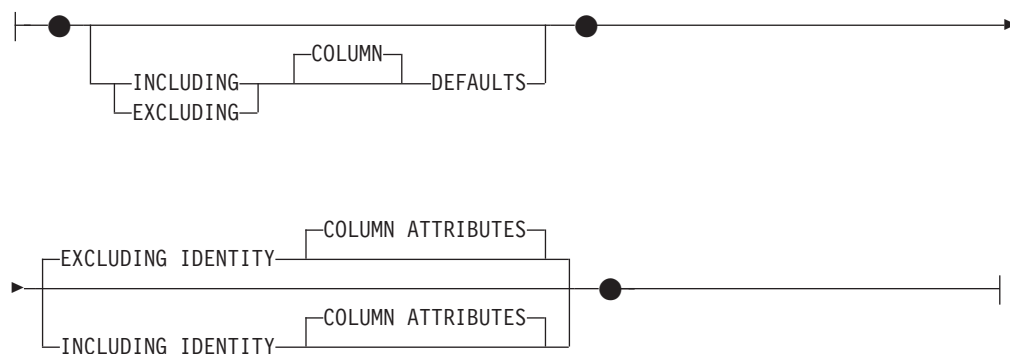 COLUMN
INCLUDING DEFAULTS
EXCLUDING
COLUMN ATTRIBUTES
EXCLUDING IDENTITY
COLUMN ATTRIBUTES
INCLUDING IDENTITY